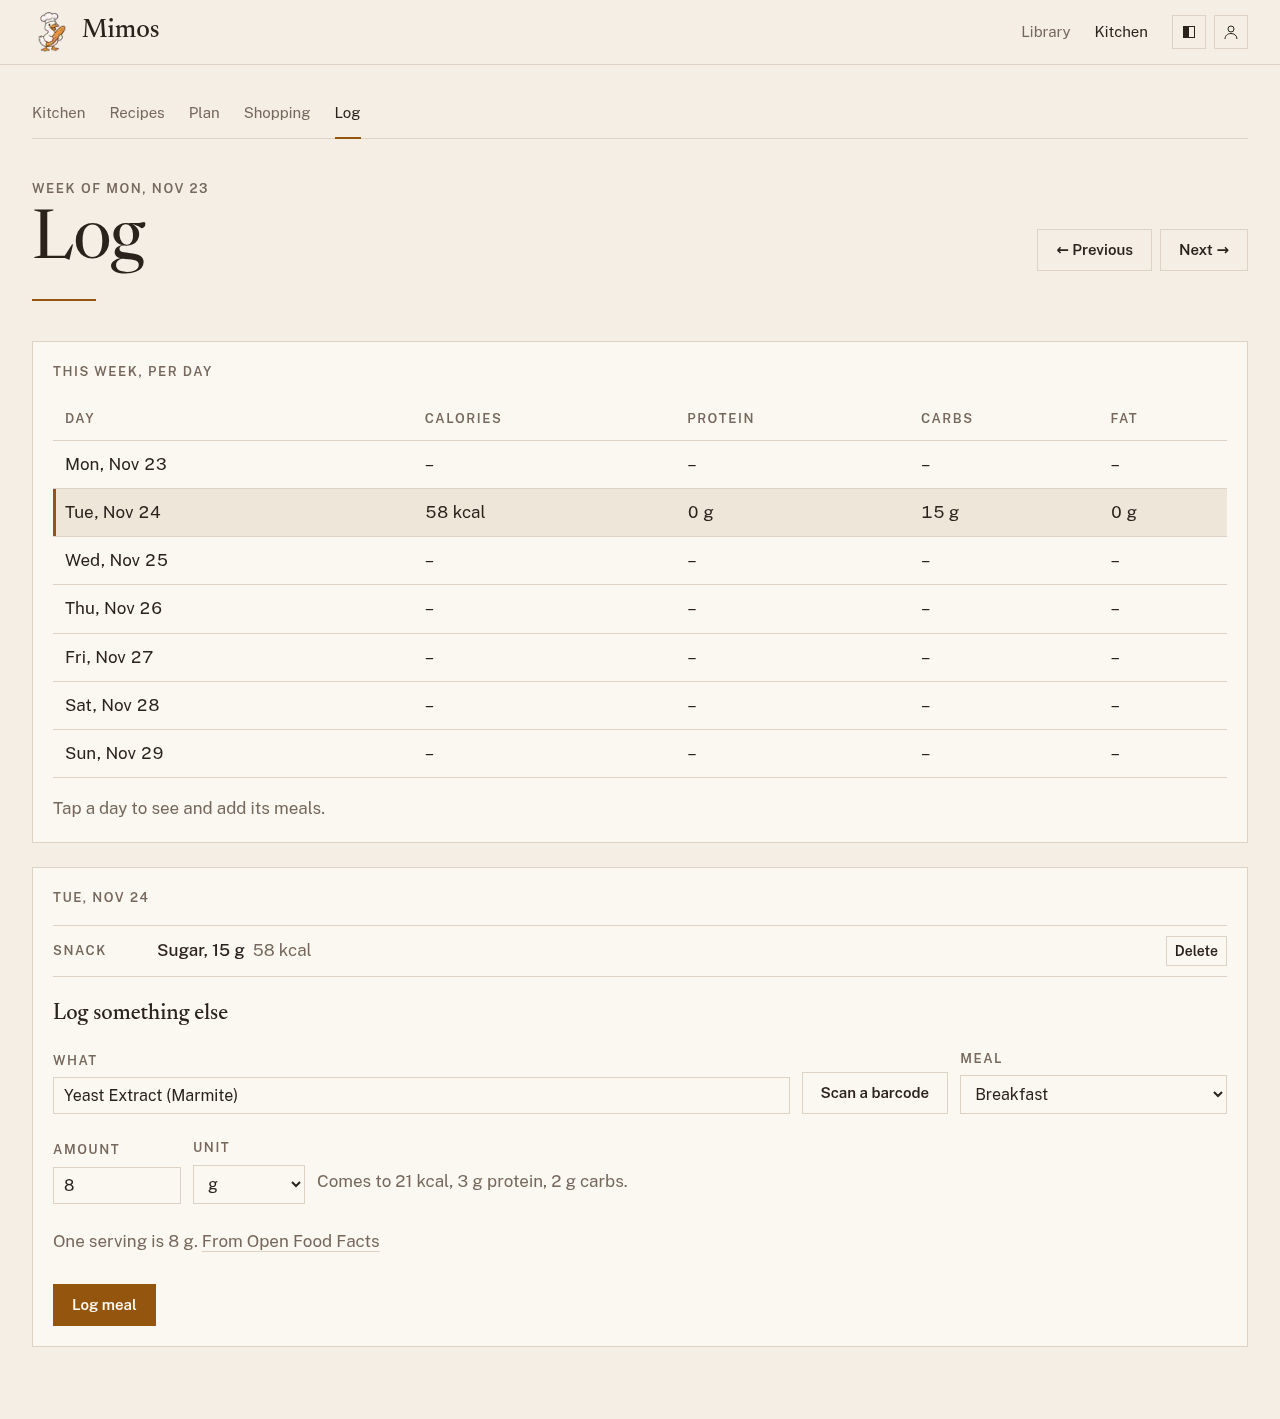 Mimos
Library Kitchen
Kitchen Recipes Plan Shopping Log
WEEK OF MON, NOV 23
Log
← Previous Next →
THIS WEEK, PER DAY
DAY CALORIES PROTEIN CARBS FAT
Mon, Nov 23 – – – –
Tue, Nov 24 58 kcal 0 g 15 g 0 g
Wed, Nov 25 – – – –
Thu, Nov 26 – – – –
Fri, Nov 27 – – – –
Sat, Nov 28 – – – –
Sun, Nov 29 – – – –
Tap a day to see and add its meals.
TUE, NOV 24
SNACK Sugar, 15 g 58 kcal Delete
Log something else
WHAT MEAL
Yeast Extract (Marmite) Scan a barcode Breakfast
AMOUNT UNIT
8 g Comes to 21 kcal, 3 g protein, 2 g carbs.
One serving is 8 g. From Open Food Facts
Log meal